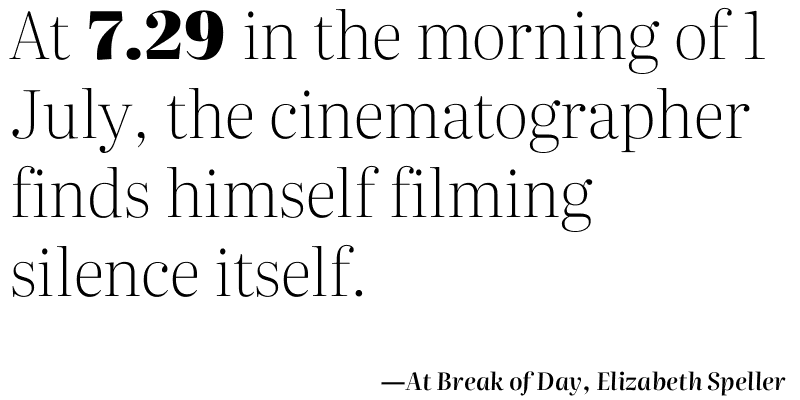 At 7.29 in the morning of 1
July, the cinematographer
finds himself filming
silence itself.
—At Break of Day, Elizabeth Speller